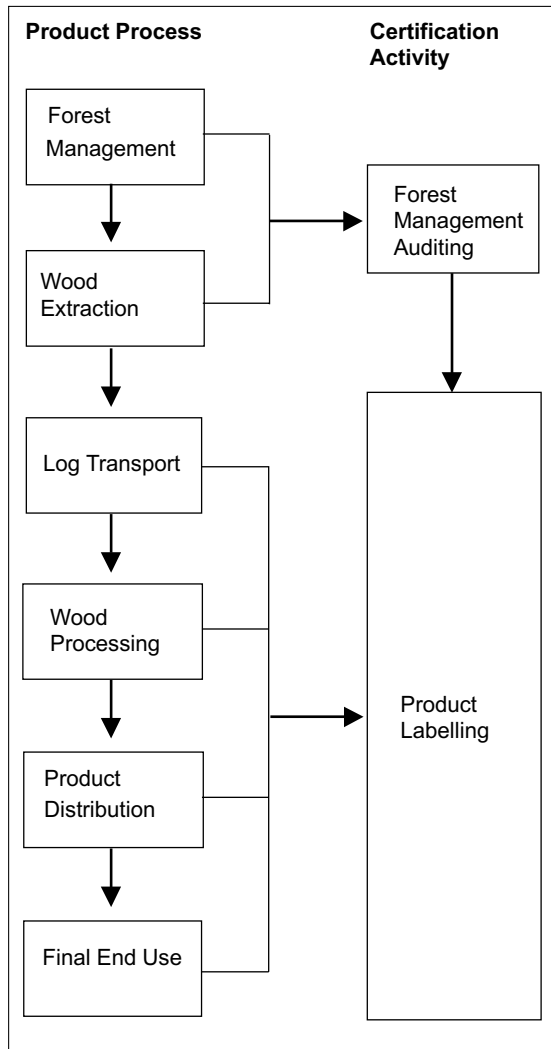 Product Process
Certification
Activity
Forest
Management
Forest
Management
Auditing
Wood
Extraction
Log Transport
Wood
Processing
Product
Labelling
Product
Distribution
Final End Use